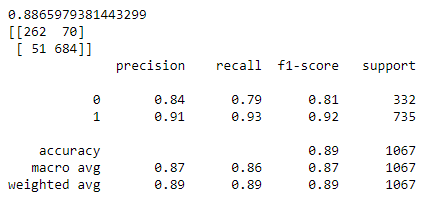 0.8865979381443299
[[262  70]
 [ 51 684]]
              precision    recall  f1-score   support

           0       0.84      0.79      0.81       332
           1       0.91      0.93      0.92       735

    accuracy                           0.89      1067
   macro avg       0.87      0.86      0.87      1067
weighted avg       0.89      0.89      0.89      1067